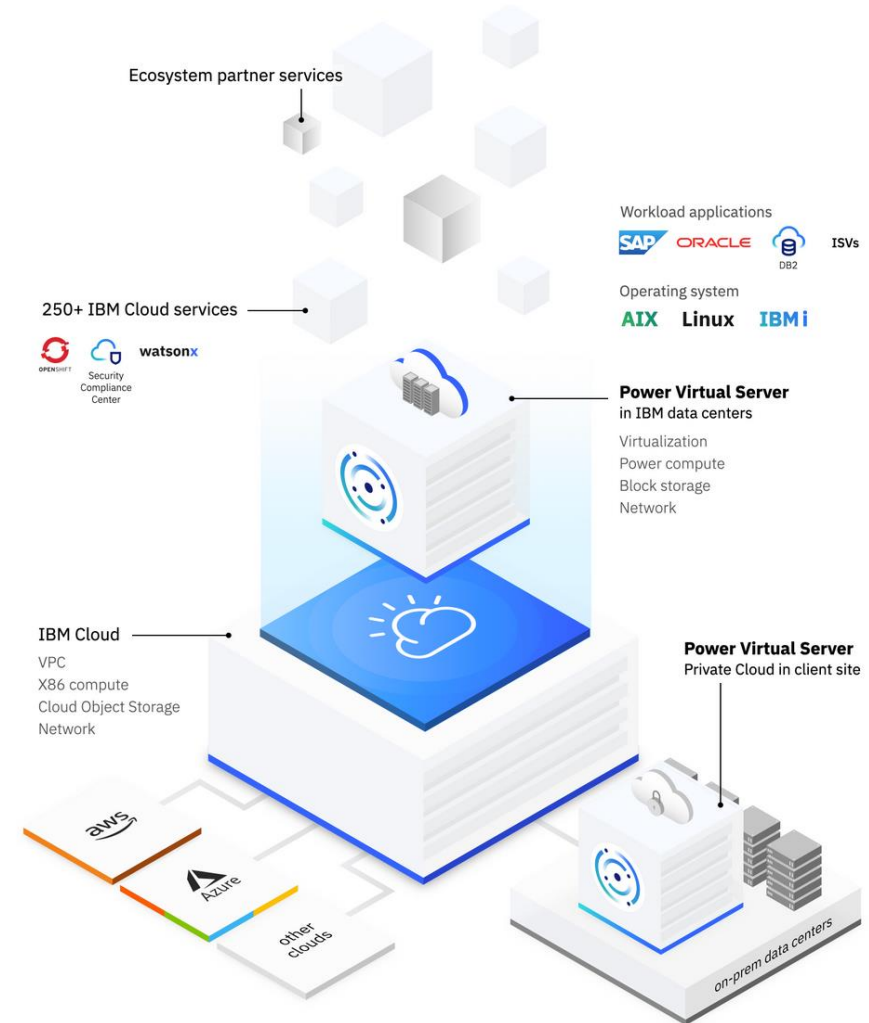 Ecosystem partner services
Workload applications
SAP
ORACLE
DB2
ISVs
Operating system
AIX
Linux
IBM i
250+ IBM Cloud services
OPENSHIFT
Security
Compliance
Center
watsonx
Power Virtual Server
in IBM data centers
Virtualization
Power compute
Block storage
Network
IBM Cloud
VPC
X86 compute
Cloud Object Storage
Network
Power Virtual Server
Private Cloud in client site
aws
Azure
other
clouds
on-prem data centers